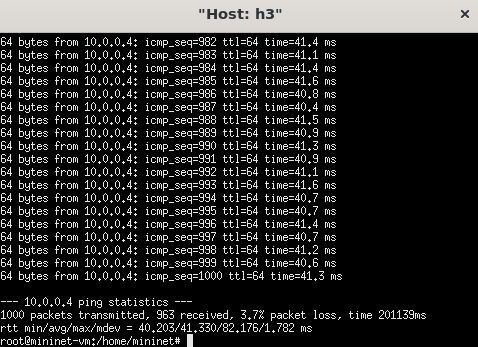 "Host: h3"
64 bytes from 10.0.0.4: icmp_seq=982 ttl=64 time=41.4 ms
64 bytes from 10.0.0.4: icmp_seq=983 ttl=64 time=41.1 ms
64 bytes from 10.0.0.4: icmp_seq=984 ttl=64 time=41.4 ms
64 bytes from 10.0.0.4: icmp_seq=985 ttl=64 time=41.6 ms
64 bytes from 10.0.0.4: icmp_seq=986 ttl=64 time=40.8 ms
64 bytes from 10.0.0.4: icmp_seq=987 ttl=64 time=40.4 ms
64 bytes from 10.0.0.4: icmp_seq=988 ttl=64 time=41.5 ms
64 bytes from 10.0.0.4: icmp_seq=989 ttl=64 time=40.9 ms
64 bytes from 10.0.0.4: icmp_seq=990 ttl=64 time=41.3 ms
64 bytes from 10.0.0.4: icmp_seq=991 ttl=64 time=40.9 ms
64 bytes from 10.0.0.4: icmp_seq=992 ttl=64 time=41.1 ms
64 bytes from 10.0.0.4: icmp_seq=993 ttl=64 time=41.6 ms
64 bytes from 10.0.0.4: icmp_seq=994 ttl=64 time=40.7 ms
64 bytes from 10.0.0.4: icmp_seq=995 ttl=64 time=40.7 ms
64 bytes from 10.0.0.4: icmp_seq=996 ttl=64 time=41.4 ms
64 bytes from 10.0.0.4: icmp_seq=997 ttl=64 time=40.7 ms
64 bytes from 10.0.0.4: icmp_seq=998 ttl=64 time=41.2 ms
64 bytes from 10.0.0.4: icmp_seq=999 ttl=64 time=40.6 ms
64 bytes from 10.0.0.4: icmp_seq=1000 ttl=64 time=41.3 ms
--- 10.0.0.4 ping statistics ---
1000 packets transmitted, 963 received, 3.7% packet loss, time 201139ms
rtt min/avg/max/mdev = 40.203/41.330/82.176/1.782 ms
root@mininet-vm:/home/mininet#